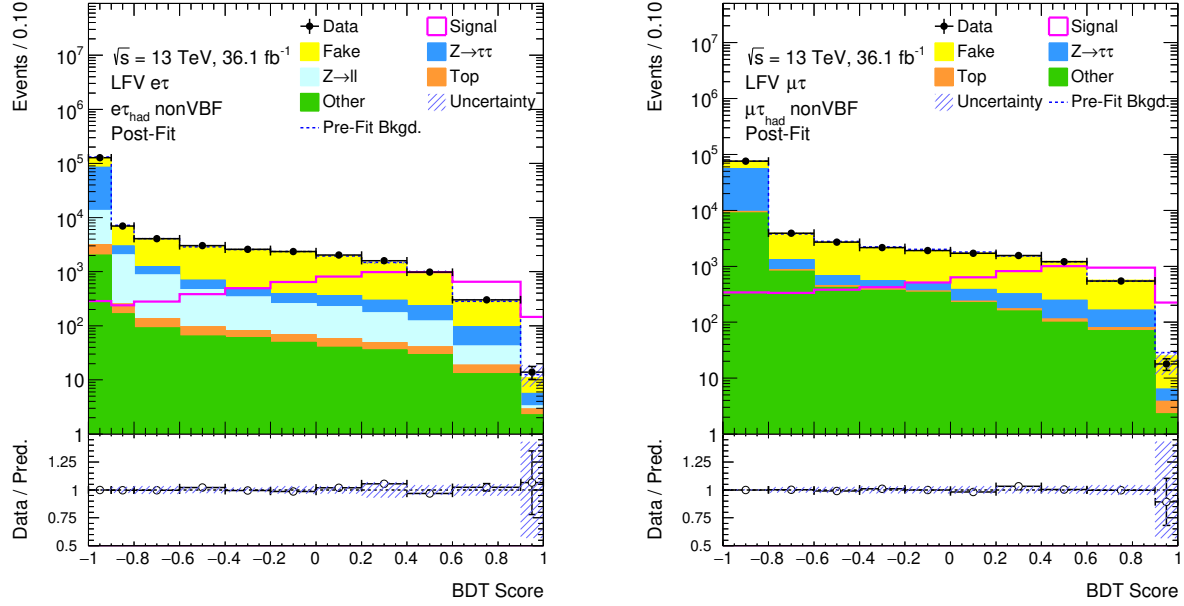 Events / 0.10
10⁷
10⁶
10⁵
10⁴
10³
10²
10
1
√s = 13 TeV, 36.1 fb⁻¹
LFV eτ
eτhad nonVBF
Post-Fit
Data
Signal
Fake
Z→ττ
Z→ll
Top
Other
Uncertainty
Pre-Fit Bkgd.
Data / Pred.
1
1.25
1
0.75
0.5
−1 −0.8 −0.6 −0.4 −0.2 0 0.2 0.4 0.6 0.8 1
BDT Score
Events / 0.10
10⁷
10⁶
10⁵
10⁴
10³
10²
10
1
√s = 13 TeV, 36.1 fb⁻¹
LFV μτ
μτhad nonVBF
Post-Fit
Data
Signal
Fake
Z→ττ
Top
Other
Uncertainty
Pre-Fit Bkgd.
Data / Pred.
1
1.25
1
0.75
0.5
−1 −0.8 −0.6 −0.4 −0.2 0 0.2 0.4 0.6 0.8 1
BDT Score